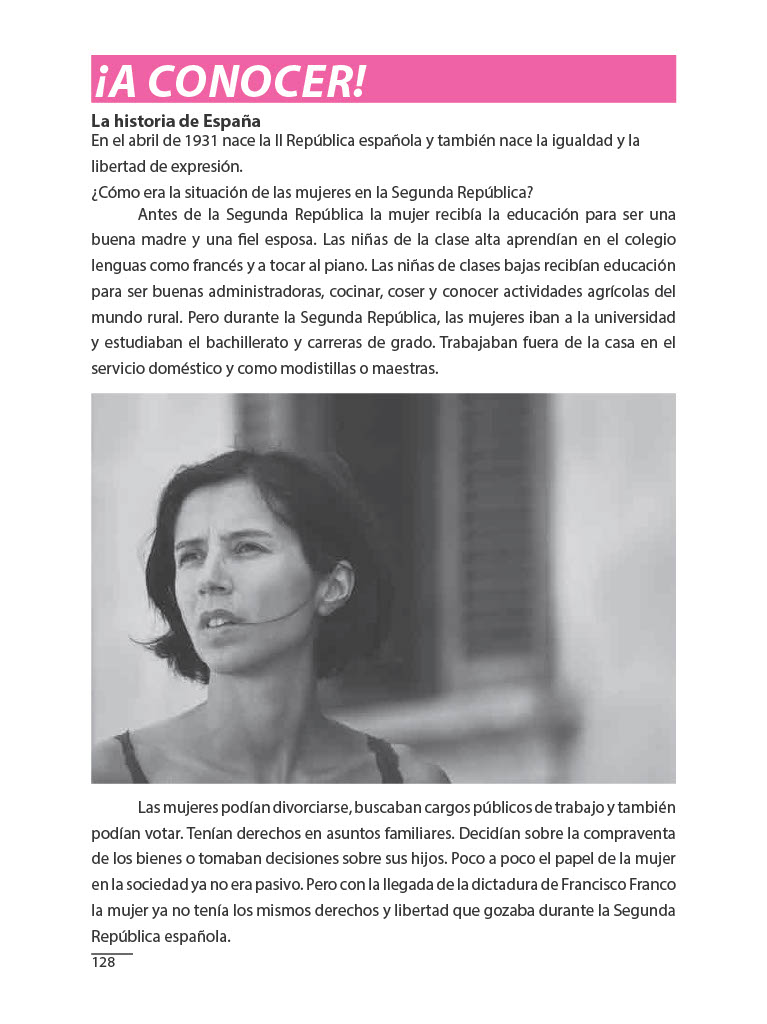 ¡A CONOCER!
La historia de España
En el abril de 1931 nace la II República española y también nace la igualdad y la
libertad de expresión.
¿Cómo era la situación de las mujeres en la Segunda República?
Antes de la Segunda República la mujer recibía la educación para ser una
buena madre y una fiel esposa. Las niñas de la clase alta aprendían en el colegio
lenguas como francés y a tocar al piano. Las niñas de clases bajas recibían educación
para ser buenas administradoras, cocinar, coser y conocer actividades agrícolas del
mundo rural. Pero durante la Segunda República, las mujeres iban a la universidad
y estudiaban el bachillerato y carreras de grado. Trabajaban fuera de la casa en el
servicio doméstico y como modistillas o maestras.
Las mujeres podían divorciarse, buscaban cargos públicos de trabajo y también
podían votar. Tenían derechos en asuntos familiares. Decidían sobre la compraventa
de los bienes o tomaban decisiones sobre sus hijos. Poco a poco el papel de la mujer
en la sociedad ya no era pasivo. Pero con la llegada de la dictadura de Francisco Franco
la mujer ya no tenía los mismos derechos y libertad que gozaba durante la Segunda
República española.
128